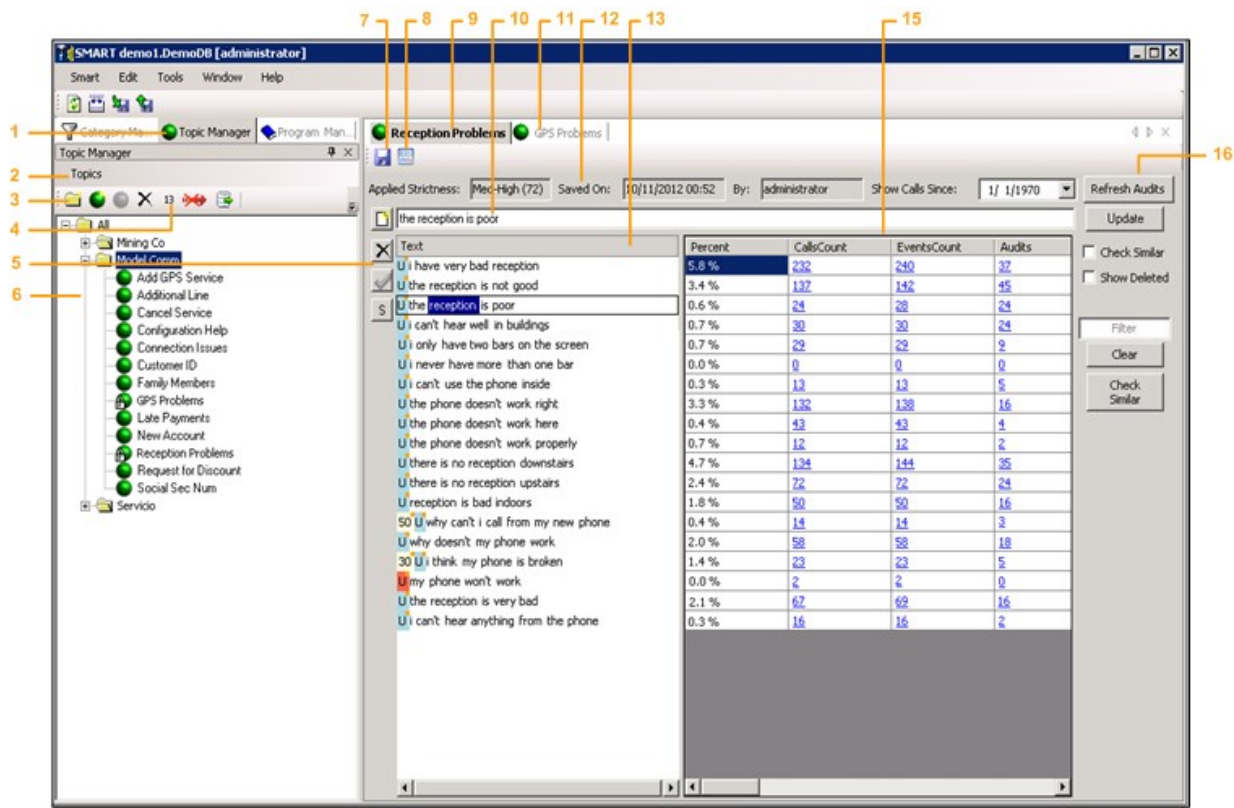 7 8 9 10 11 12 13 15
SMART demo1.DemoDB [administrator]
Smart Edit Tools Window Help
1 Category Ma... Topic Manager Program Man...
Reception Problems GPS Problems
Topic Manager
16
2 Topics
Applied Strictness: Med-High (72) Saved On: 10/11/2012 00:52 By: administrator Show Calls Since: 1/ 1/1970 Refresh Audits
3 13
4
the reception is poor Update
All
Mining Co
5 Model Comm
6 Add GPS Service
Additional Line
Cancel Service
Configuration Help
Connection Issues
Customer ID
Family Members
GPS Problems
Late Payments
New Account
Reception Problems
Request for Discount
Social Sec Num
Servicio
S
Text Percent CallsCount EventsCount Audits
U i have very bad reception 5.8 % 232 240 37
U the reception is not good 3.4 % 137 142 45
U the reception is poor 0.6 % 24 28 24
U i can't hear well in buildings 0.7 % 30 30 24
U i only have two bars on the screen 0.7 % 29 29 9
U i never have more than one bar 0.0 % 0 0 0
U i can't use the phone inside 0.3 % 13 13 5
U the phone doesn't work right 3.3 % 132 138 16
U the phone doesn't work here 0.4 % 43 43 4
U the phone doesn't work properly 0.7 % 12 12 2
U there is no reception downstairs 4.7 % 134 144 35
U there is no reception upstairs 2.4 % 72 72 24
U reception is bad indoors 1.8 % 50 50 16
50 U why can't i call from my new phone 0.4 % 14 14 3
U why doesn't my phone work 2.0 % 58 58 18
30 U i think my phone is broken 1.4 % 23 23 5
U my phone won't work 0.0 % 2 2 0
U the reception is very bad 2.1 % 67 69 16
U i can't hear anything from the phone 0.3 % 16 16 2
Check Similar
Show Deleted
Filter
Clear
Check
Similar